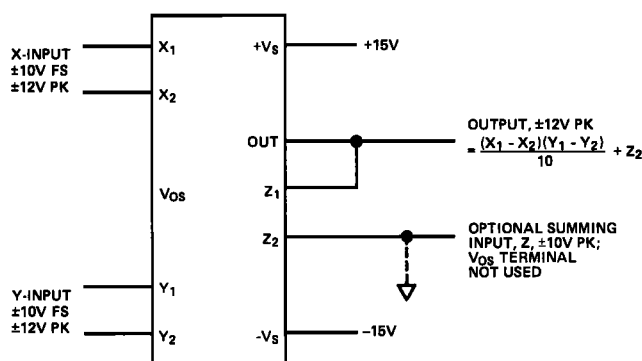 X-INPUT
±10V FS
±12V PK
X1
X2
VOS
Y-INPUT
±10V FS
±12V PK
Y1
Y2
+VS
+15V
OUT
OUTPUT, ±12V PK
= (X1 - X2)(Y1 - Y2) / 10 + Z2
Z1
Z2
OPTIONAL SUMMING
INPUT, Z, ±10V PK;
VOS TERMINAL
NOT USED
-VS
-15V